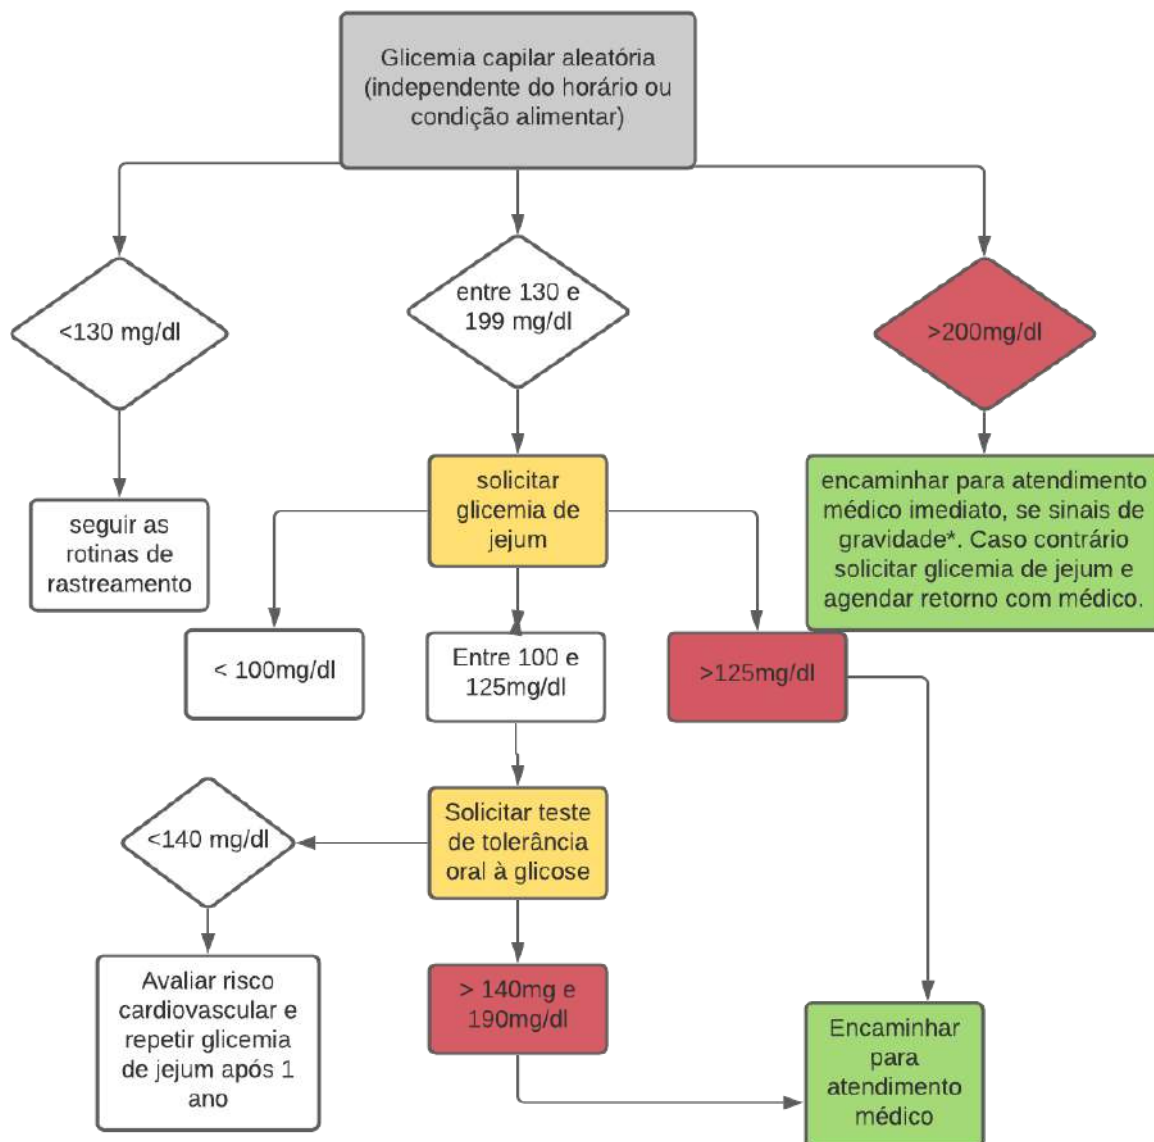 Glicemia capilar aleatória
(independente do horário ou
condição alimentar)
<130 mg/dl
entre 130 e
199 mg/dl
>200mg/dl
seguir as
rotinas de
rastreamento
solicitar
glicemia de
jejum
encaminhar para atendimento
médico imediato, se sinais de
gravidade*. Caso contrário
solicitar glicemia de jejum e
agendar retorno com médico.
< 100mg/dl
Entre 100 e
125mg/dl
>125mg/dl
<140 mg/dl
Solicitar teste
de tolerância
oral à glicose
Avaliar risco
cardiovascular e
repetir glicemia
de jejum após 1
ano
> 140mg e
190mg/dl
Encaminhar
para
atendimento
médico